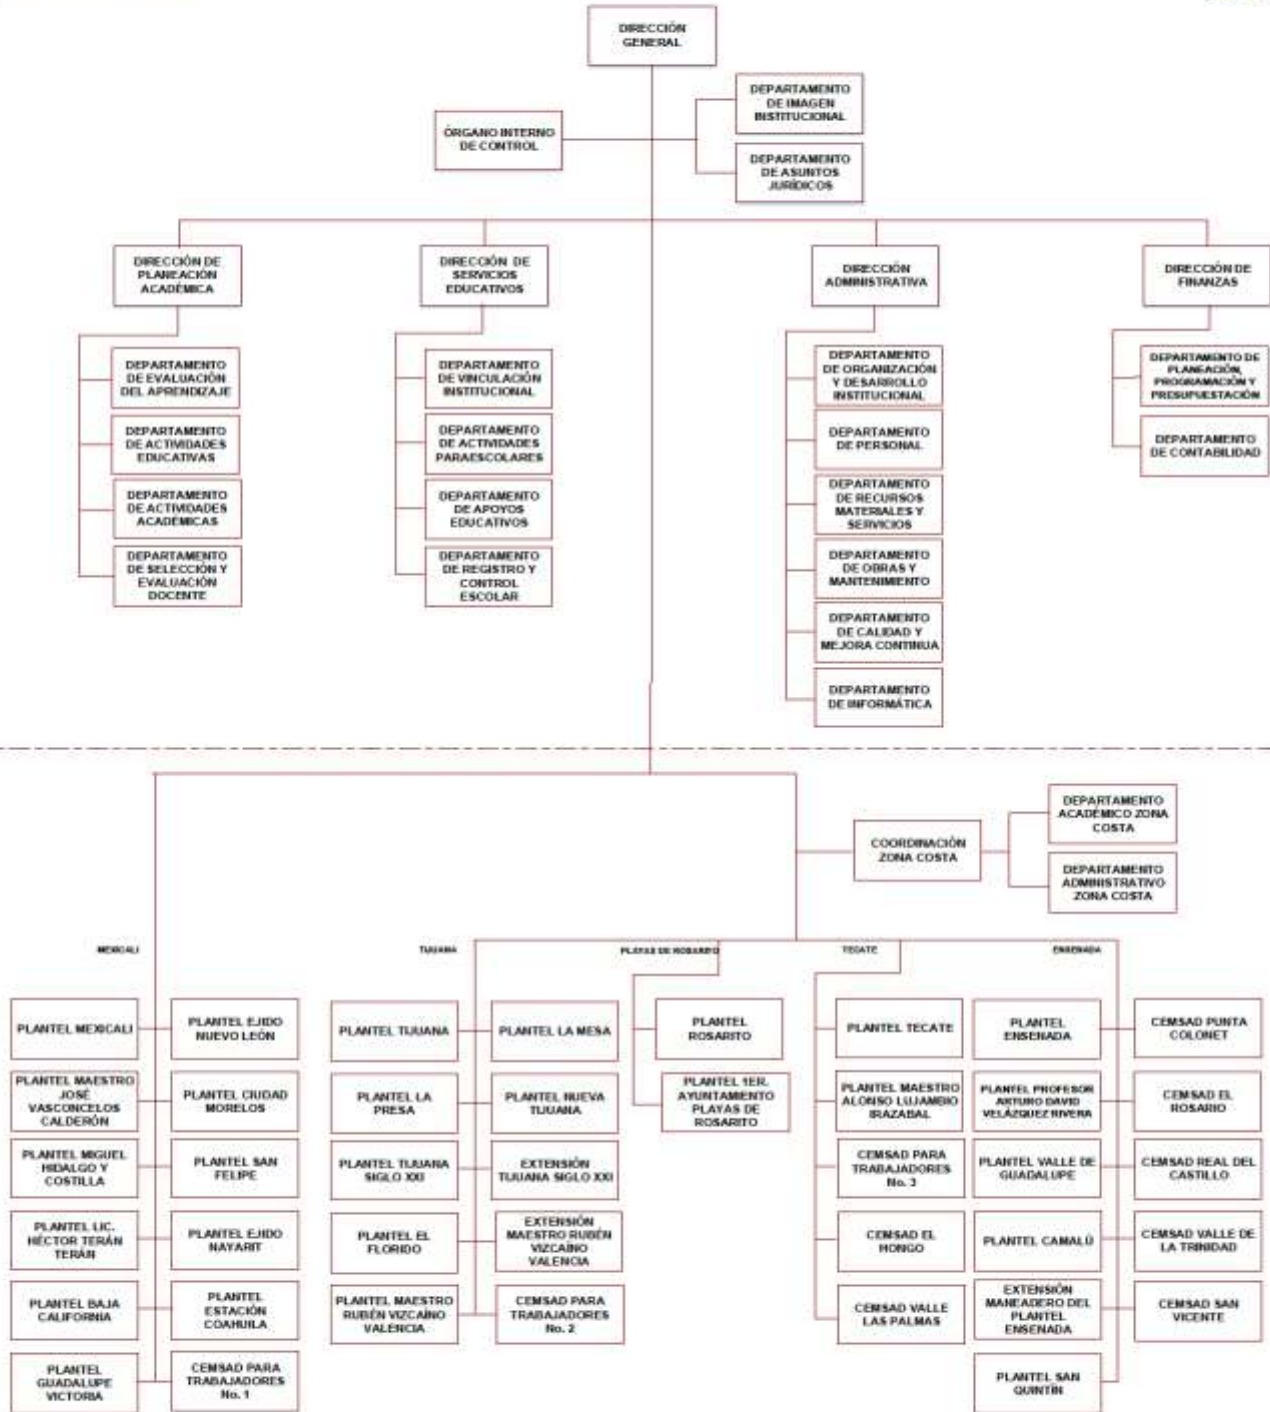 DIRECCIÓN
GENERAL
DEPARTAMENTO
DE IMAGEN
INSTITUCIONAL
ÓRGANO INTERNO
DE CONTROL
DEPARTAMENTO
DE ASUNTOS
JURÍDICOS
DIRECCIÓN DE
PLANEACIÓN
ACADÉMICA
DIRECCIÓN DE
SERVICIOS
EDUCATIVOS
DIRECCIÓN
ADMINISTRATIVA
DIRECCIÓN DE
FINANZAS
DEPARTAMENTO
DE EVALUACIÓN
DEL APRENDIZAJE
DEPARTAMENTO
DE ACTIVIDADES
EDUCATIVAS
DEPARTAMENTO
DE ACTIVIDADES
ACADÉMICAS
DEPARTAMENTO
DE SELECCIÓN Y
EVALUACIÓN
DOCENTE
DEPARTAMENTO
DE VINCULACIÓN
INSTITUCIONAL
DEPARTAMENTO
DE ACTIVIDADES
PARAESCOLARES
DEPARTAMENTO
DE APOYOS
EDUCATIVOS
DEPARTAMENTO
DE REGISTRO Y
CONTROL
ESCOLAR
DEPARTAMENTO
DE ORGANIZACIÓN
Y DESARROLLO
INSTITUCIONAL
DEPARTAMENTO
DE PERSONAL
DEPARTAMENTO
DE RECURSOS
MATERIALES Y
SERVICIOS
DEPARTAMENTO
DE OBRAS Y
MANTENIMIENTO
DEPARTAMENTO
DE CALIDAD Y
MEJORA CONTINUA
DEPARTAMENTO
DE INFORMÁTICA
DEPARTAMENTO DE
PLANEACIÓN,
PROGRAMACIÓN Y
PRESUPUESTACIÓN
DEPARTAMENTO
DE CONTABILIDAD
COORDINACIÓN
ZONA COSTA
DEPARTAMENTO
ACADÉMICO ZONA
COSTA
DEPARTAMENTO
ADMINISTRATIVO
ZONA COSTA
MEXICALI
PLANTEL MEXICALI
PLANTEL EJIDO
NUEVO LEÓN
PLANTEL MAESTRO
JOSÉ
VASCONCELOS
CALDERÓN
PLANTEL CIUDAD
MORELOS
PLANTEL MIGUEL
HIDALGO Y
COSTILLA
PLANTEL SAN
FELIPE
PLANTEL LIC.
HÉCTOR TERÁN
TERÁN
PLANTEL EJIDO
NAYARIT
PLANTEL BAJA
CALIFORNIA
PLANTEL
ESTACIÓN
COAHUILA
PLANTEL
GUADALUPE
VICTORIA
CEMSAD PARA
TRABAJADORES
No. 1
TIJUANA
PLANTEL TIJUANA
PLANTEL LA MESA
PLANTEL LA
PRESA
PLANTEL NUEVA
TIJUANA
PLANTEL TIJUANA
SIGLO XXI
EXTENSIÓN
TIJUANA SIGLO XXI
PLANTEL EL
FLORIDO
EXTENSIÓN
MAESTRO RUBÉN
VIZCAÍNO
VALENCIA
PLANTEL MAESTRO
RUBÉN VIZCAÍNO
VALENCIA
CEMSAD PARA
TRABAJADORES
No. 2
PLAYAS DE ROSARITO
PLANTEL
ROSARITO
PLANTEL 1ER.
AYUNTAMIENTO
PLAYAS DE
ROSARITO
TECATE
PLANTEL TECATE
PLANTEL MAESTRO
ALONSO LUJAMBIO
IRAZABAL
CEMSAD PARA
TRABAJADORES
No. 3
CEMSAD EL
HONGO
CEMSAD VALLE
LAS PALMAS
ENSENADA
PLANTEL
ENSENADA
CEMSAD PUNTA
COLONET
PLANTEL PROFESOR
ARTURO DAVID
VELÁZQUEZ RIVERA
CEMSAD EL
ROSARIO
PLANTEL VALLE DE
GUADALUPE
CEMSAD REAL DEL
CASTILLO
PLANTEL CAMALÚ
CEMSAD VALLE DE
LA TRINIDAD
EXTENSIÓN
MANEADERO DEL
PLANTEL
ENSENADA
CEMSAD SAN
VICENTE
PLANTEL SAN
QUINTÍN